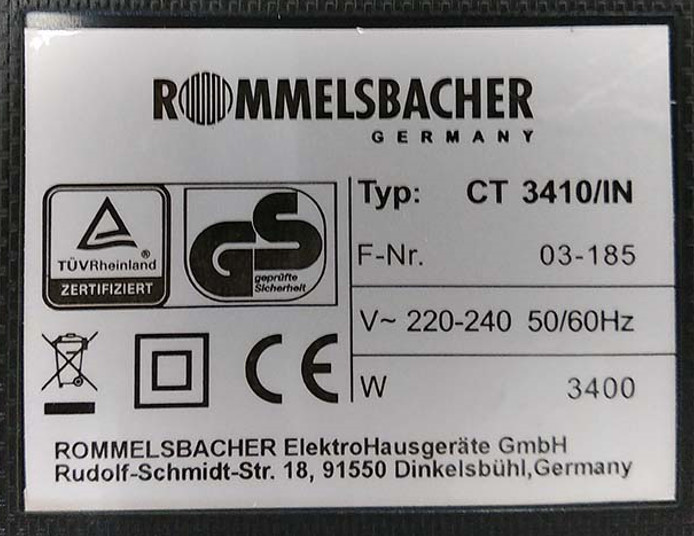 ROMMELSBACHER
GERMANY
TÜVRheinland®
ZERTIFIZIERT
GS
geprüfte
Sicherheit
Typ: CT 3410/IN
F-Nr. 03-185
V~ 220-240 50/60Hz
W 3400
CE
ROMMELSBACHER ElektroHausgeräte GmbH
Rudolf-Schmidt-Str. 18, 91550 Dinkelsbühl,Germany